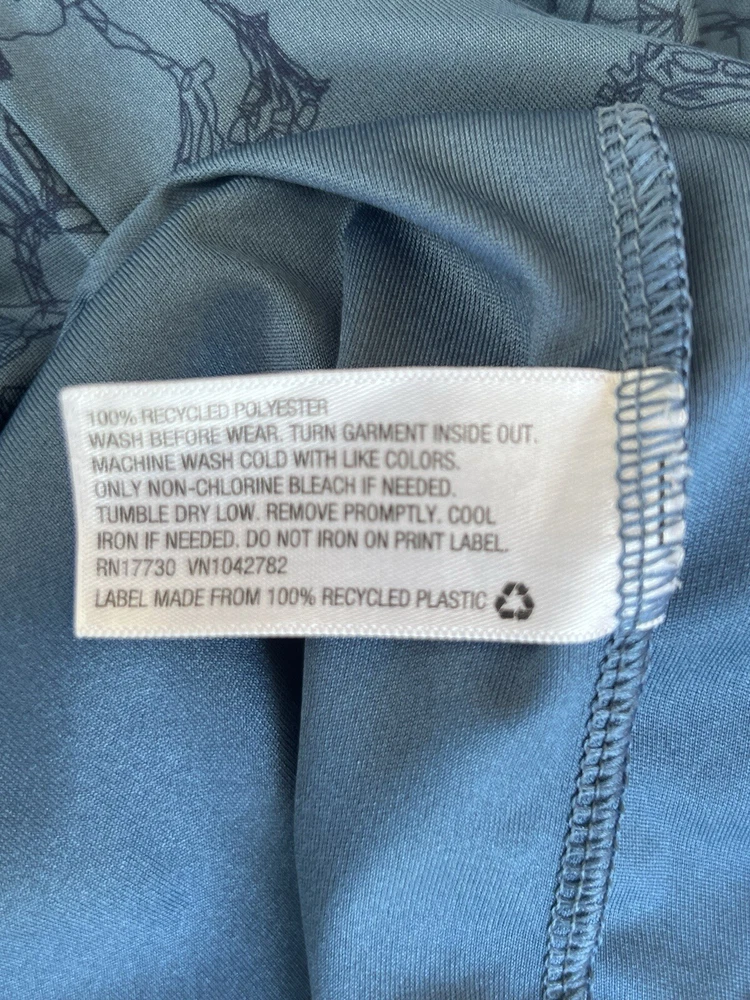 100% RECYCLED POLYESTER
WASH BEFORE WEAR. TURN GARMENT INSIDE OUT.
MACHINE WASH COLD WITH LIKE COLORS.
ONLY NON-CHLORINE BLEACH IF NEEDED.
TUMBLE DRY LOW. REMOVE PROMPTLY. COOL
IRON IF NEEDED. DO NOT IRON ON PRINT LABEL.
RN17730 VN1042782
LABEL MADE FROM 100% RECYCLED PLASTIC